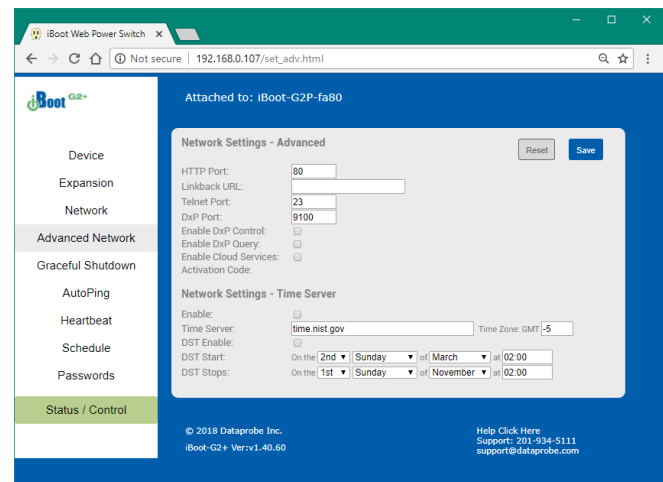 iBoot Web Power Switch
Not secure | 192.168.0.107/set_adv.html
iBoot G2+
Attached to: iBoot-G2P-fa80
Device
Expansion
Network
Advanced Network
Graceful Shutdown
AutoPing
Heartbeat
Schedule
Passwords
Status / Control
Network Settings - Advanced
Reset Save
HTTP Port: 80
Linkback URL:
Telnet Port: 23
DxP Port: 9100
Enable DxP Control:
Enable DxP Query:
Enable Cloud Services:
Activation Code:
Network Settings - Time Server
Enable:
Time Server: time.nist.gov Time Zone: GMT -5
DST Enable:
DST Start: On the 2nd Sunday of March at 02:00
DST Stops: On the 1st Sunday of November at 02:00
© 2018 Dataprobe Inc.
iBoot-G2+ Ver:v1.40.60
Help Click Here
Support: 201-934-5111
support@dataprobe.com